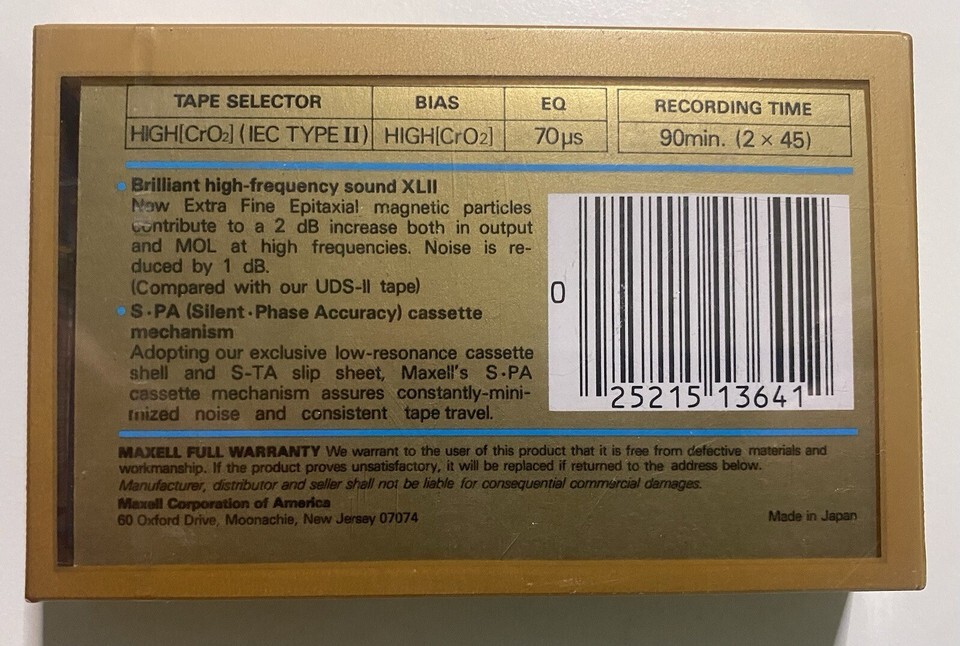 TAPE SELECTOR BIAS EQ RECORDING TIME
HIGH[CrO₂] (IEC TYPE II) HIGH[CrO₂] 70µs 90min. (2 × 45)
• Brilliant high-frequency sound XLII
New Extra Fine Epitaxial magnetic particles
contribute to a 2 dB increase both in output
and MOL at high frequencies. Noise is re-
duced by 1 dB.
(Compared with our UDS-II tape)
• S·PA (Silent·Phase Accuracy) cassette
mechanism
Adopting our exclusive low-resonance cassette
shell and S-TA slip sheet, Maxell's S·PA
cassette mechanism assures constantly-mini-
mized noise and consistent tape travel.
0 25215 13641
MAXELL FULL WARRANTY We warrant to the user of this product that it is free from defective materials and
workmanship. If the product proves unsatisfactory, it will be replaced if returned to the address below.
Manufacturer, distributor and seller shall not be liable for consequential commercial damages.
Maxell Corporation of America
60 Oxford Drive, Moonachie, New Jersey 07074 Made in Japan